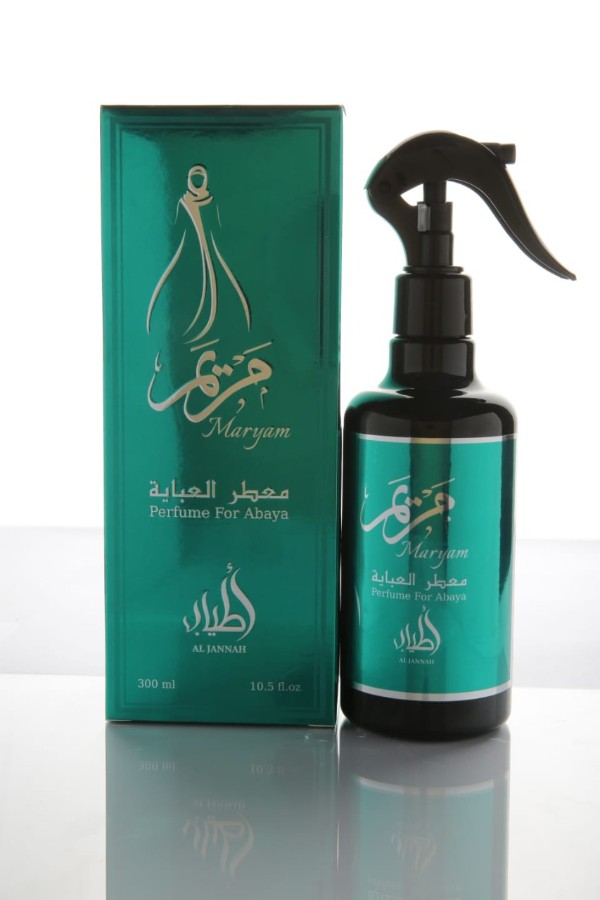 مريم
Maryam
معطر العباية
Perfume For Abaya
أطياب
AL JANNAH
300 ml 10.5 fl.oz
مريم
Maryam
معطر العباية
Perfume For Abaya
أطياب
AL JANNAH